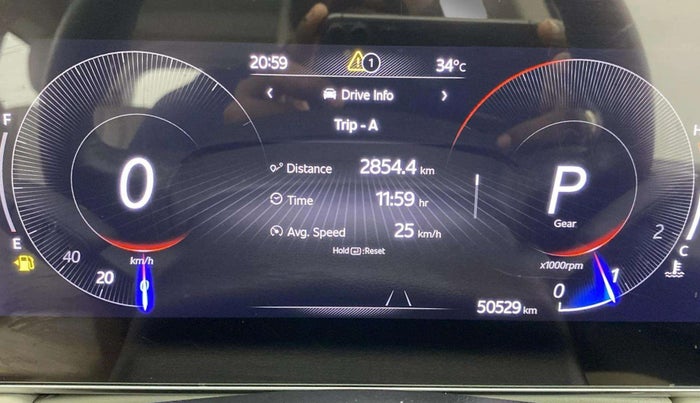 20:59 1 34°C
‹ Drive Info ›
Trip - A
Distance 2854.4 km
Time 11:59 hr
Avg. Speed 25 km/h
Hold :Reset
50529 km
F
E
0
km/h
40
20
0
H
C
P
Gear
x1000rpm
0
1
2